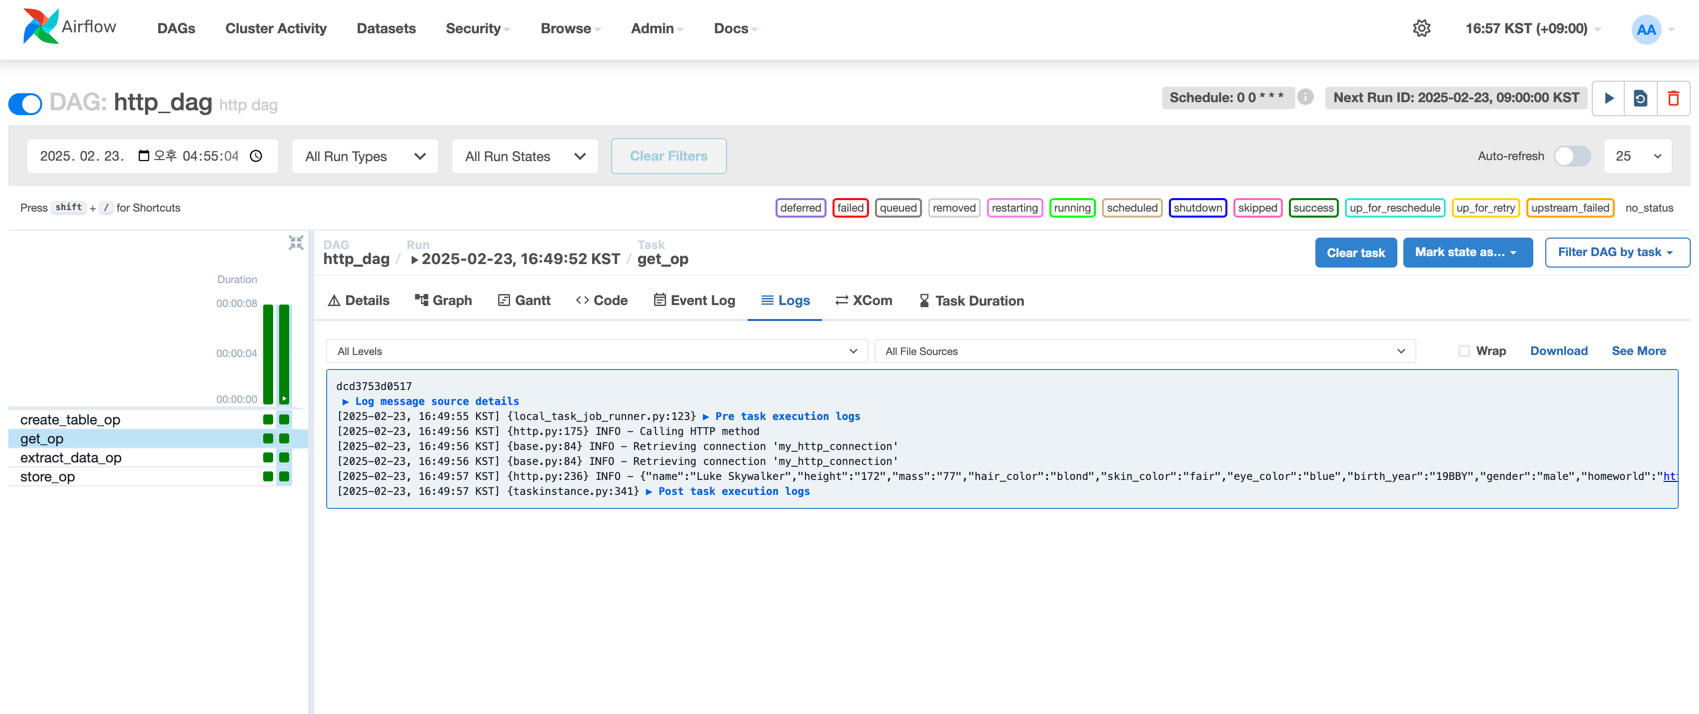 Airflow DAGs Cluster Activity Datasets Security Browse Admin Docs 16:57 KST (+09:00) AA
DAG: http_dag http dag Schedule: 0 0 * * * i Next Run ID: 2025-02-23, 09:00:00 KST
2025. 02. 23. 오후 04:55:04 All Run Types All Run States Clear Filters Auto-refresh 25
Press shift + / for Shortcuts deferred failed queued removed restarting running scheduled shutdown skipped success up_for_reschedule up_for_retry upstream_failed no_status
DAG Run Task
http_dag / 2025-02-23, 16:49:52 KST / get_op Clear task Mark state as... Filter DAG by task
Duration
00:00:08
00:00:04
00:00:00
create_table_op
get_op
extract_data_op
store_op
Details Graph Gantt Code Event Log Logs XCom Task Duration
All Levels All File Sources Wrap Download See More
dcd3753d0517
▶ Log message source details
[2025-02-23, 16:49:55 KST] {local_task_job_runner.py:123} ▶ Pre task execution logs
[2025-02-23, 16:49:56 KST] {http.py:175} INFO - Calling HTTP method
[2025-02-23, 16:49:56 KST] {base.py:84} INFO - Retrieving connection 'my_http_connection'
[2025-02-23, 16:49:56 KST] {base.py:84} INFO - Retrieving connection 'my_http_connection'
[2025-02-23, 16:49:57 KST] {http.py:236} INFO - {"name":"Luke Skywalker","height":"172","mass":"77","hair_color":"blond","skin_color":"fair","eye_color":"blue","birth_year":"19BBY","gender":"male","homeworld":"
[2025-02-23, 16:49:57 KST] {taskinstance.py:341} ▶ Post task execution logs